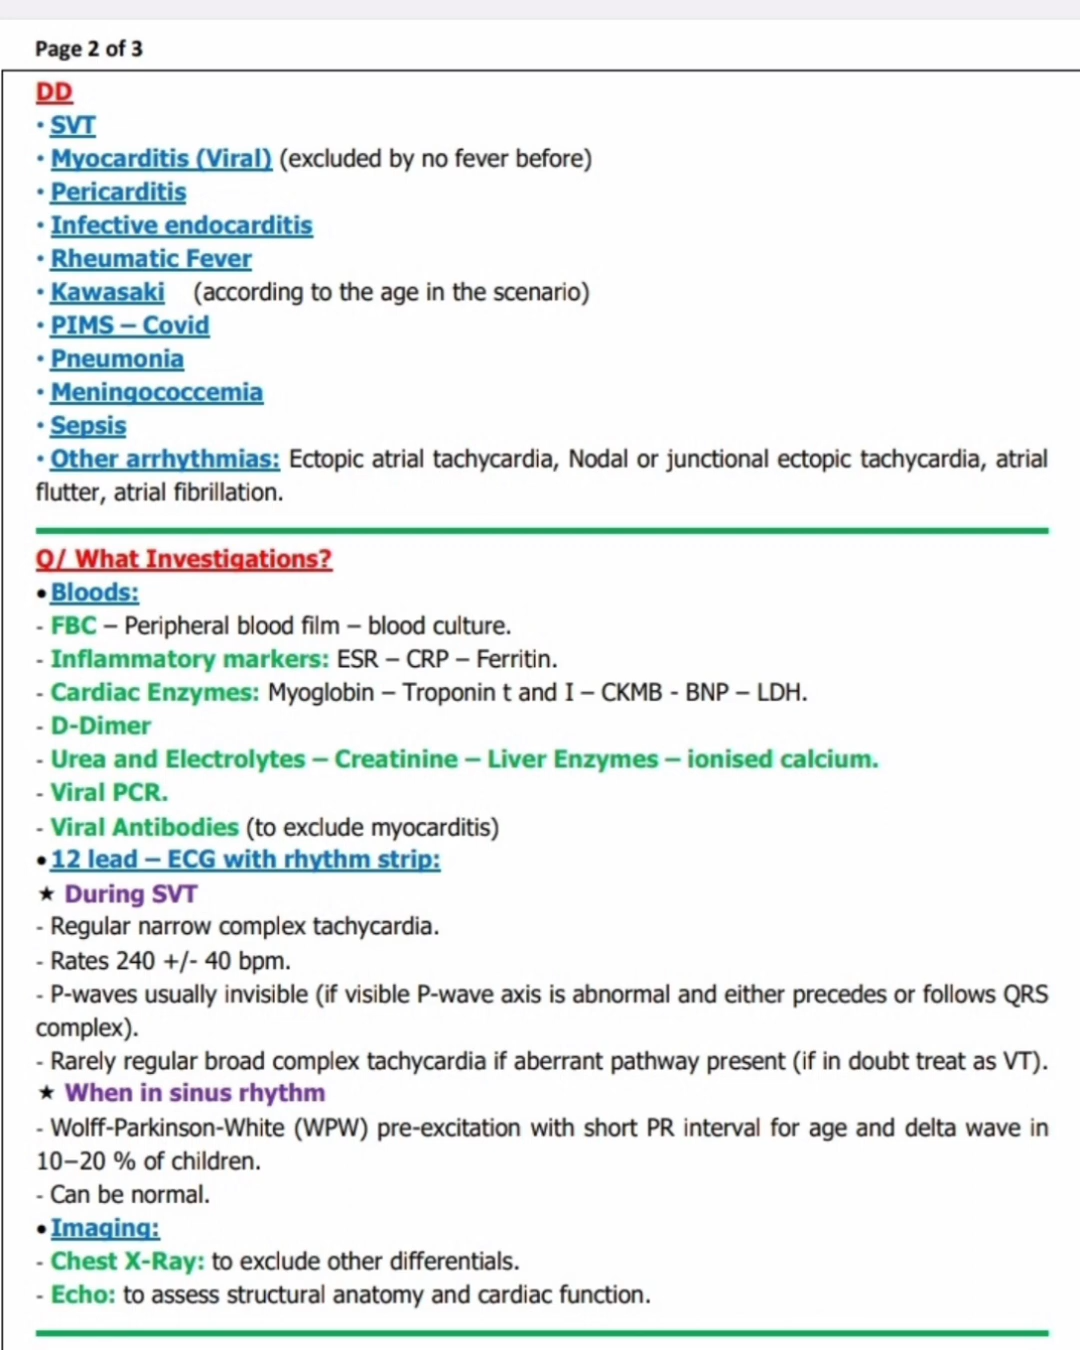 Page 2 of 3
DD
• SVT
• Myocarditis (Viral) (excluded by no fever before)
• Pericarditis
• Infective endocarditis
• Rheumatic Fever
• Kawasaki (according to the age in the scenario)
• PIMS – Covid
• Pneumonia
• Meningococcemia
• Sepsis
• Other arrhythmias: Ectopic atrial tachycardia, Nodal or junctional ectopic tachycardia, atrial
flutter, atrial fibrillation.
Q/ What Investigations?
• Bloods:
- FBC – Peripheral blood film – blood culture.
- Inflammatory markers: ESR – CRP – Ferritin.
- Cardiac Enzymes: Myoglobin – Troponin t and I – CKMB - BNP – LDH.
- D-Dimer
- Urea and Electrolytes – Creatinine – Liver Enzymes – ionised calcium.
- Viral PCR.
- Viral Antibodies (to exclude myocarditis)
• 12 lead – ECG with rhythm strip:
★ During SVT
- Regular narrow complex tachycardia.
- Rates 240 +/- 40 bpm.
- P-waves usually invisible (if visible P-wave axis is abnormal and either precedes or follows QRS
complex).
- Rarely regular broad complex tachycardia if aberrant pathway present (if in doubt treat as VT).
★ When in sinus rhythm
- Wolff-Parkinson-White (WPW) pre-excitation with short PR interval for age and delta wave in
10–20 % of children.
- Can be normal.
• Imaging:
- Chest X-Ray: to exclude other differentials.
- Echo: to assess structural anatomy and cardiac function.